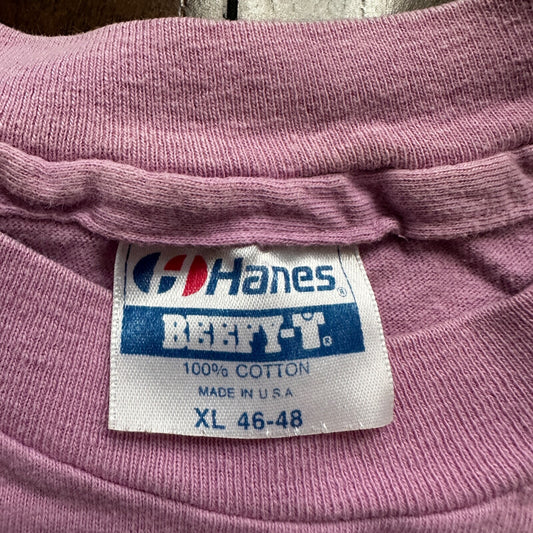 Hanes®
BEEFY-T®
100% COTTON
MADE IN U.S.A
XL 46-48